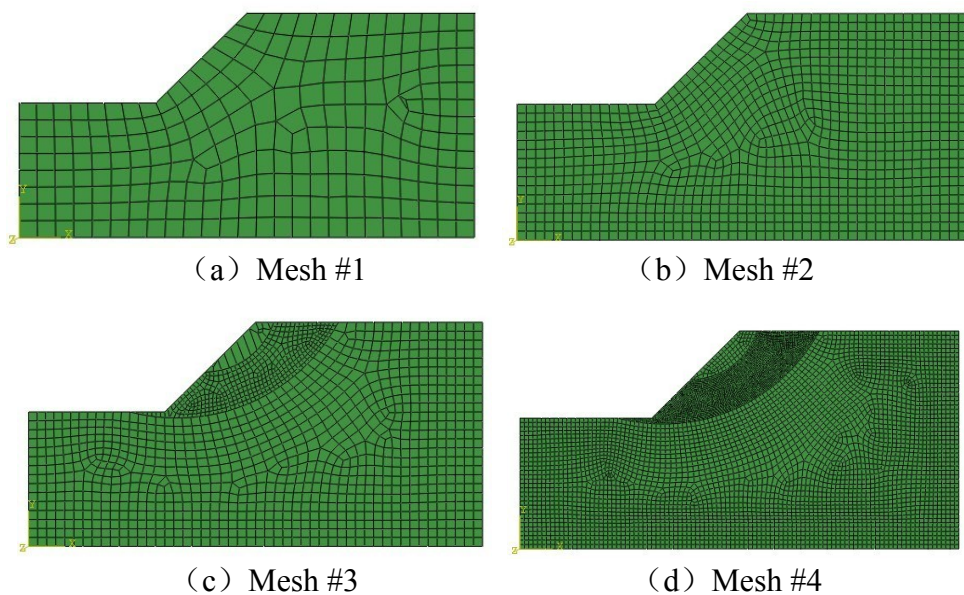 Y
Z X
（a）Mesh #1
Y
Z X
（b）Mesh #2
Y
Z X
（c）Mesh #3
Y
Z X
（d）Mesh #4